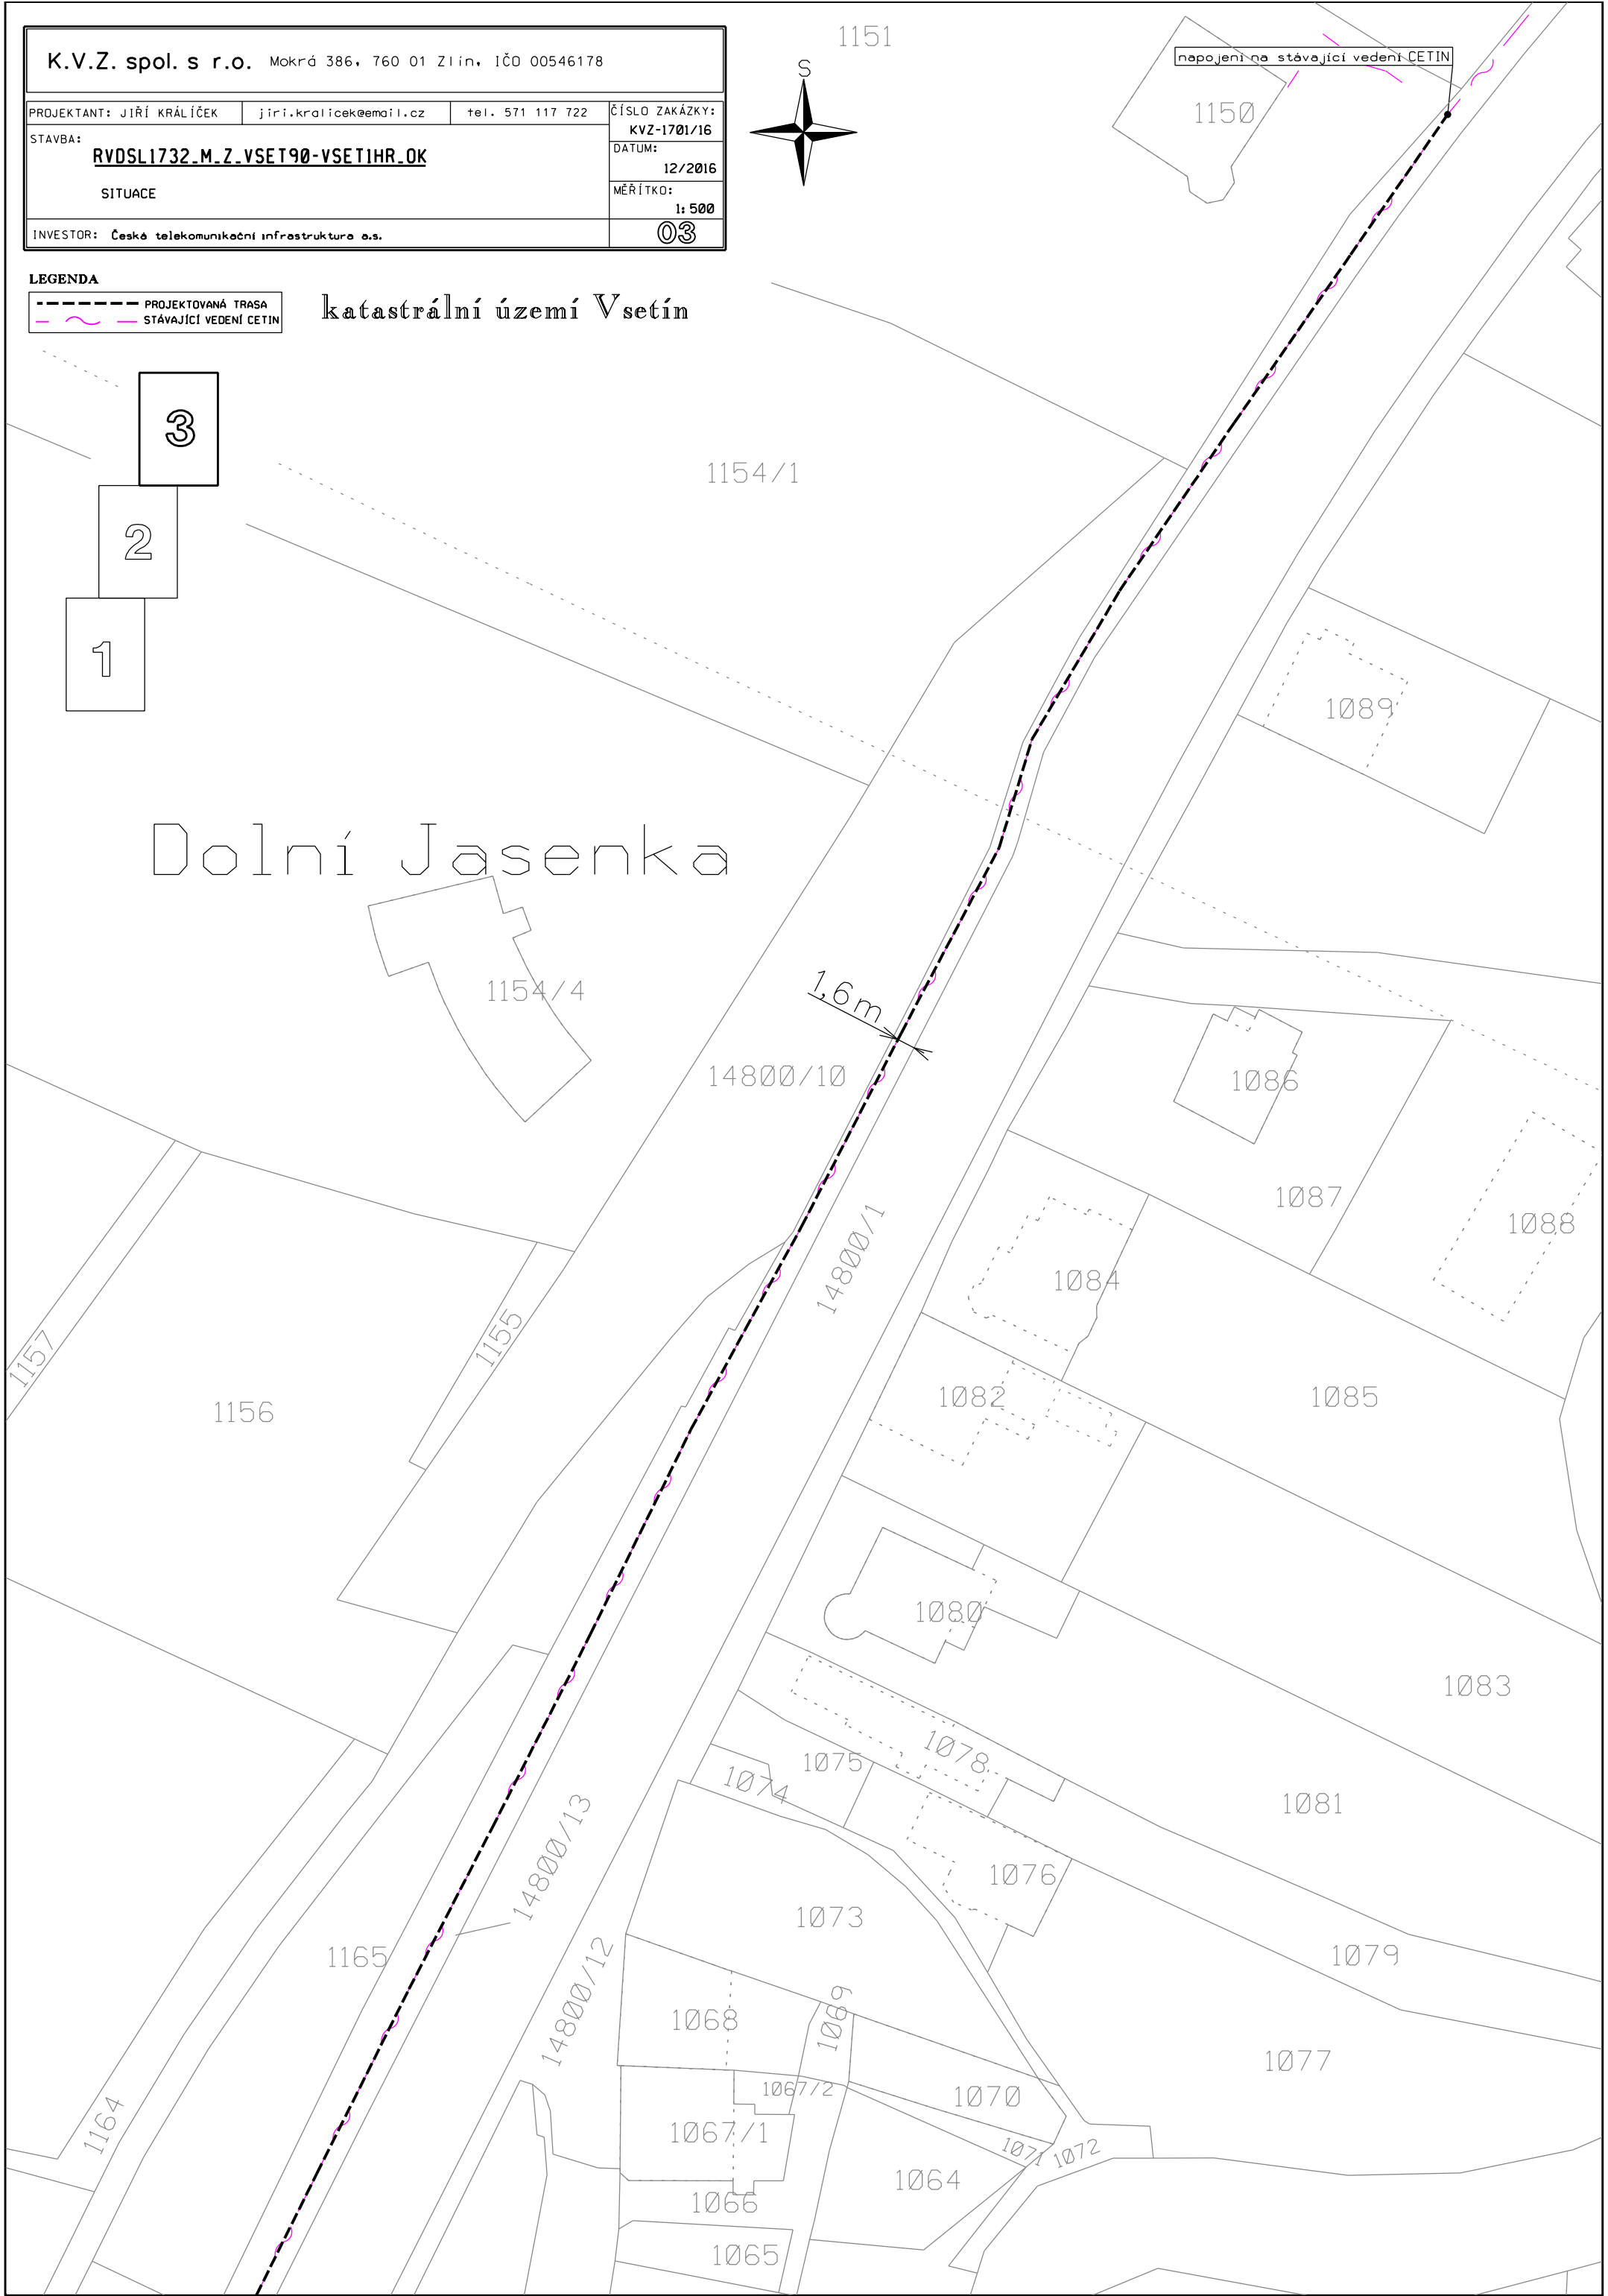 K.V.Z. spol. s r.o. Mokrá 386, 760 01 Zlín, IČO 00546178
PROJEKTANT: JIŘÍ KRÁLÍČEK
jiri.kralicek@email.cz
tel. 571 117 722
ČÍSLO ZAKÁZKY:
KVZ-1701/16
STAVBA:
RVDSL1732_M_Z_VSET90-VSET1HR_OK
SITUACE
DATUM:
12/2016
MĚŘÍTKO:
1:500
INVESTOR: Česká telekomunikační infrastruktura a.s.
03
LEGENDA
PROJEKTOVANÁ TRASA
STÁVAJÍCÍ VEDENÍ CETIN
katastrální území Vsetín
S
napojení na stávající vedení CETIN
1151
1150
3
2
1
1154/1
1089
Dolní Jasenka
1154/4
1,6m
14800/10
1086
1087
1088
14800/1
1084
1157
1155
1156
1082
1085
1080
1083
1078
1075
1074
1081
14800/13
1076
1073
1079
1165
14800/12
1068
1069
1077
1067/2
1070
1164
1067/1
1071
1072
1064
1066
1065